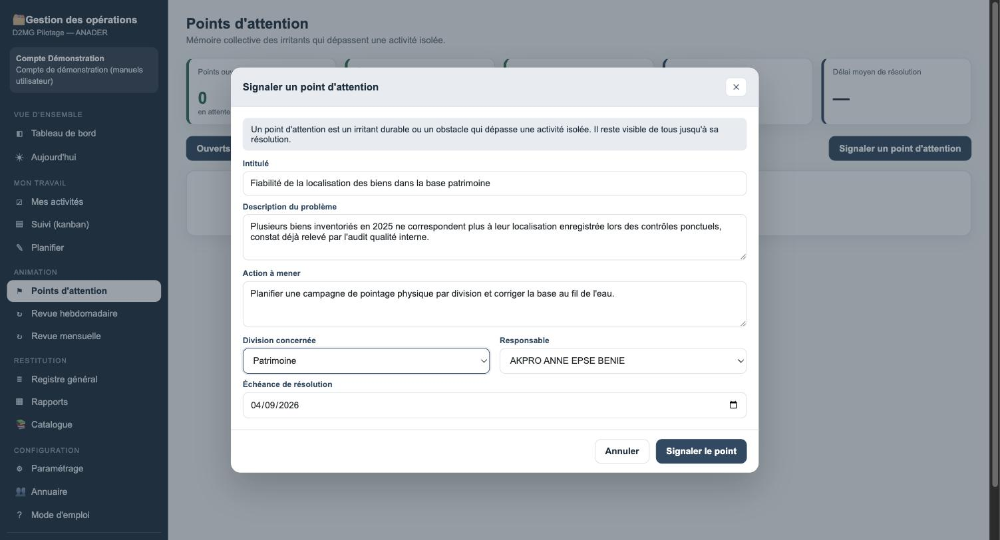 Gestion des opérations
D2MG Pilotage — ANADER
Compte Démonstration
Compte de démonstration (manuels
utilisateur)
VUE D'ENSEMBLE
Tableau de bord
Aujourd'hui
MON TRAVAIL
Mes activités
Suivi (kanban)
Planifier
ANIMATION
Points d'attention
Revue hebdomadaire
Revue mensuelle
RESTITUTION
Registre général
Rapports
Catalogue
CONFIGURATION
Paramétrage
Annuaire
? Mode d'emploi
Points d'attention
Mémoire collective des irritants qui dépassent une activité isolée.
Points
0
en attente
Délai moyen de résolution
—
Ouverts
Signaler un point d'attention
Signaler un point d'attention
Un point d'attention est un irritant durable ou un obstacle qui dépasse une activité isolée. Il reste visible de tous jusqu'à sa
résolution.
Intitulé
Fiabilité de la localisation des biens dans la base patrimoine
Description du problème
Plusieurs biens inventoriés en 2025 ne correspondent plus à leur localisation enregistrée lors des contrôles ponctuels,
constat déjà relevé par l'audit qualité interne.
Action à mener
Planifier une campagne de pointage physique par division et corriger la base au fil de l'eau.
Division concernée
Patrimoine
Responsable
AKPRO ANNE EPSE BENIE
Échéance de résolution
04/09/2026
Annuler
Signaler le point